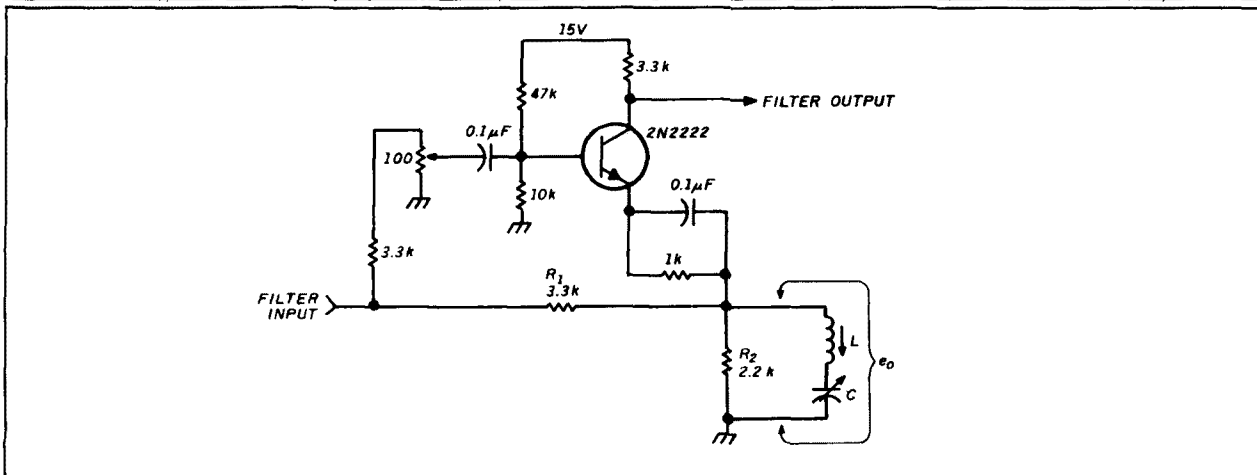 15V
3.3k
47k
FILTER OUTPUT
0.1µF
2N2222
100
0.1µF
10k
3.3k
1k
R1
3.3k
FILTER
INPUT
L
e0
R2
2.2k
C